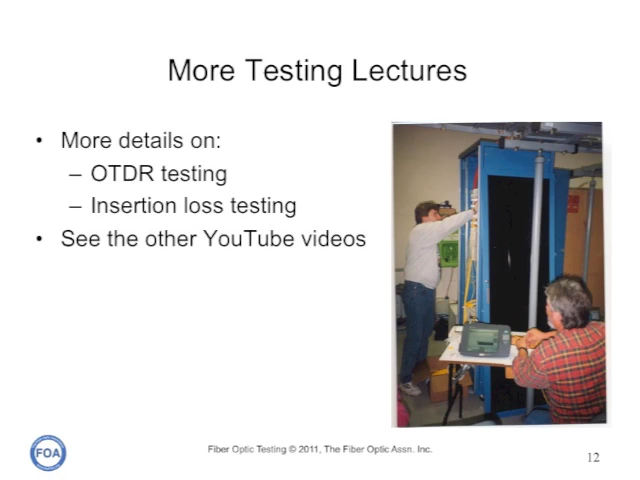 More Testing Lectures
• More details on:
– OTDR testing
– Insertion loss testing
• See the other YouTube videos
FOA
Fiber Optic Testing © 2011, The Fiber Optic Assn. Inc.
12